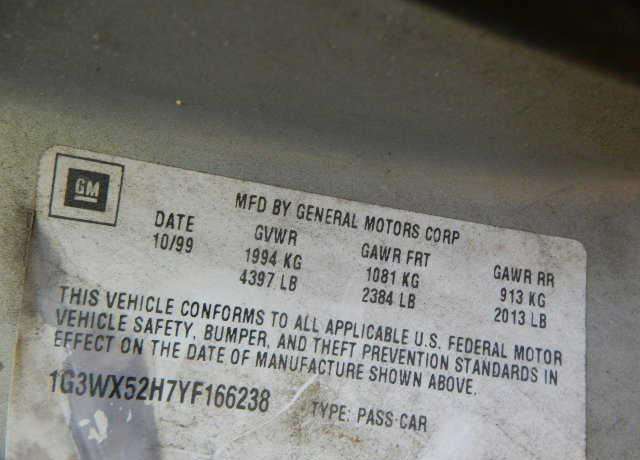 GM
MFD BY GENERAL MOTORS CORP
DATE GVWR GAWR FRT GAWR RR
10/99 1994 KG 1081 KG 913 KG
4397 LB 2384 LB 2013 LB
THIS VEHICLE CONFORMS TO ALL APPLICABLE U.S. FEDERAL MOTOR
VEHICLE SAFETY, BUMPER, AND THEFT PREVENTION STANDARDS IN
EFFECT ON THE DATE OF MANUFACTURE SHOWN ABOVE.
1G3WX52H7YF166238 TYPE: PASS CAR